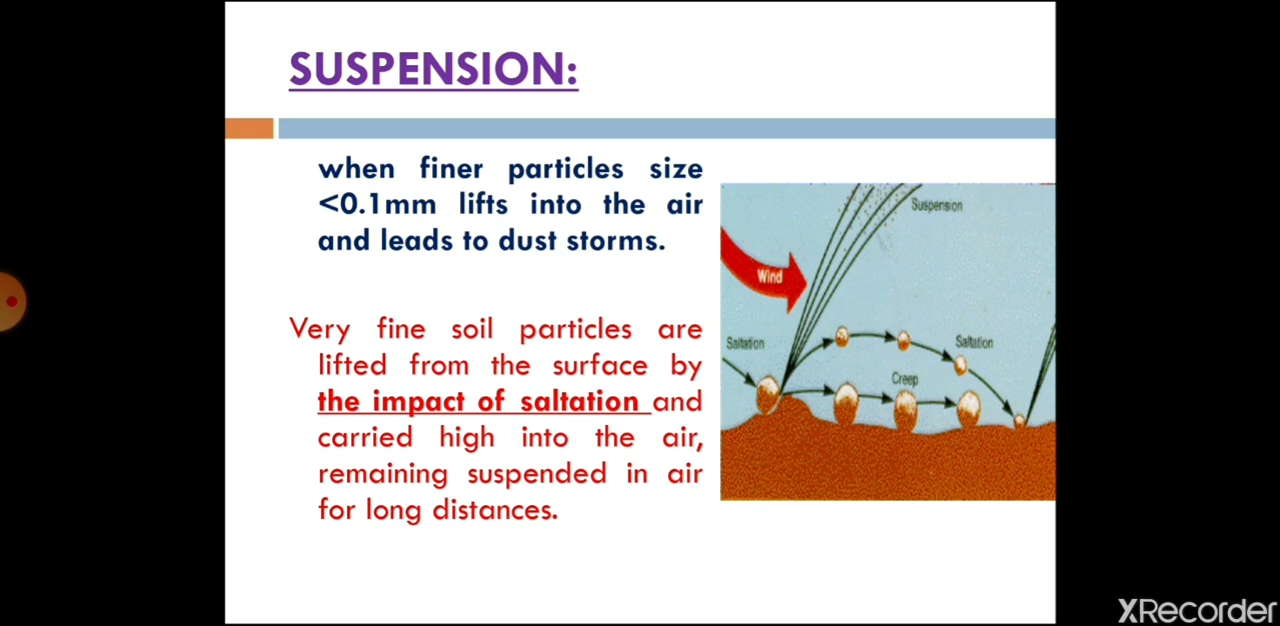 SUSPENSION:
when finer particles size
<0.1mm lifts into the air
and leads to dust storms.
Very fine soil particles are
lifted from the surface by
the impact of saltation and
carried high into the air,
remaining suspended in air
for long distances.
Suspension
Wind
Saltation
Saltation
Creep
XRecorder